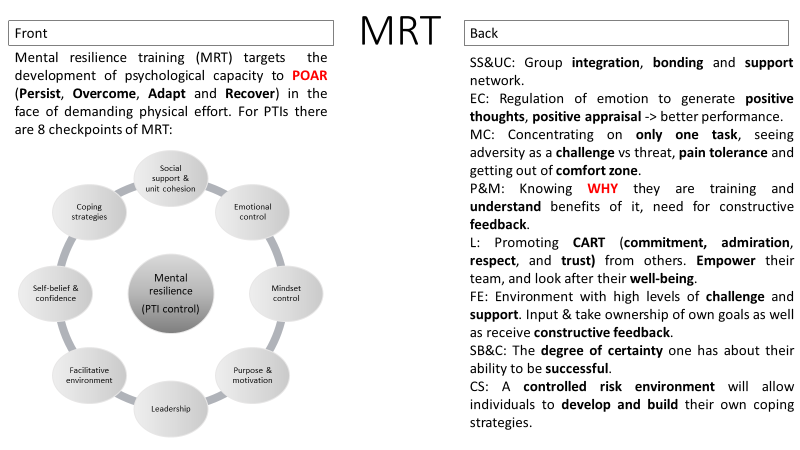 MRT
Front
Mental resilience training (MRT) targets the
development of psychological capacity to POAR
(Persist, Overcome, Adapt and Recover) in the
face of demanding physical effort. For PTIs there
are 8 checkpoints of MRT:
Social
support &
unit cohesion
Emotional
control
Mindset
control
Purpose &
motivation
Leadership
Facilitative
environment
Self-belief &
confidence
Coping
strategies
Mental
resilience
(PTI control)
Back
SS&UC: Group integration, bonding and support
network.
EC: Regulation of emotion to generate positive
thoughts, positive appraisal -> better performance.
MC: Concentrating on only one task, seeing
adversity as a challenge vs threat, pain tolerance and
getting out of comfort zone.
P&M: Knowing WHY they are training and
understand benefits of it, need for constructive
feedback.
L: Promoting CART (commitment, admiration,
respect, and trust) from others. Empower their
team, and look after their well-being.
FE: Environment with high levels of challenge and
support. Input & take ownership of own goals as well
as receive constructive feedback.
SB&C: The degree of certainty one has about their
ability to be successful.
CS: A controlled risk environment will allow
individuals to develop and build their own coping
strategies.